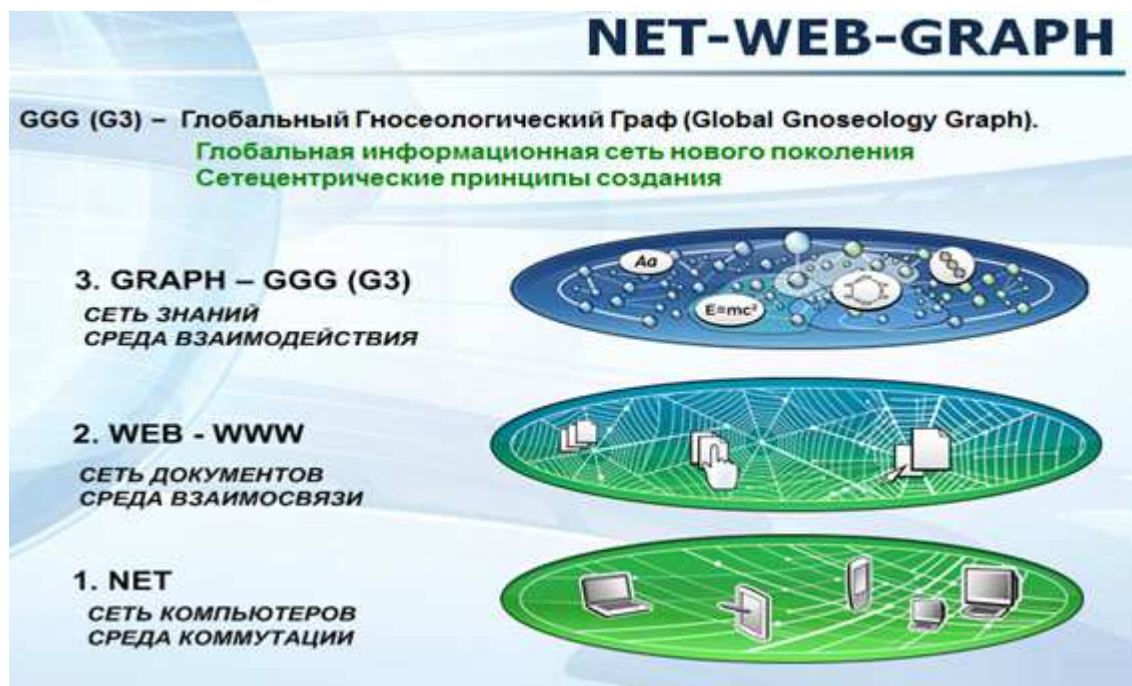 NET-WEB-GRAPH
GGG (G3) – Глобальный Гносеологический Граф (Global Gnoseology Graph).
Глобальная информационная сеть нового поколения
Сетецентрические принципы создания
3. GRAPH – GGG (G3)
СЕТЬ ЗНАНИЙ
СРЕДА ВЗАИМОДЕЙСТВИЯ
Aa
E=mc²
2. WEB - WWW
СЕТЬ ДОКУМЕНТОВ
СРЕДА ВЗАИМОСВЯЗИ
1. NET
СЕТЬ КОМПЬЮТЕРОВ
СРЕДА КОММУТАЦИИ